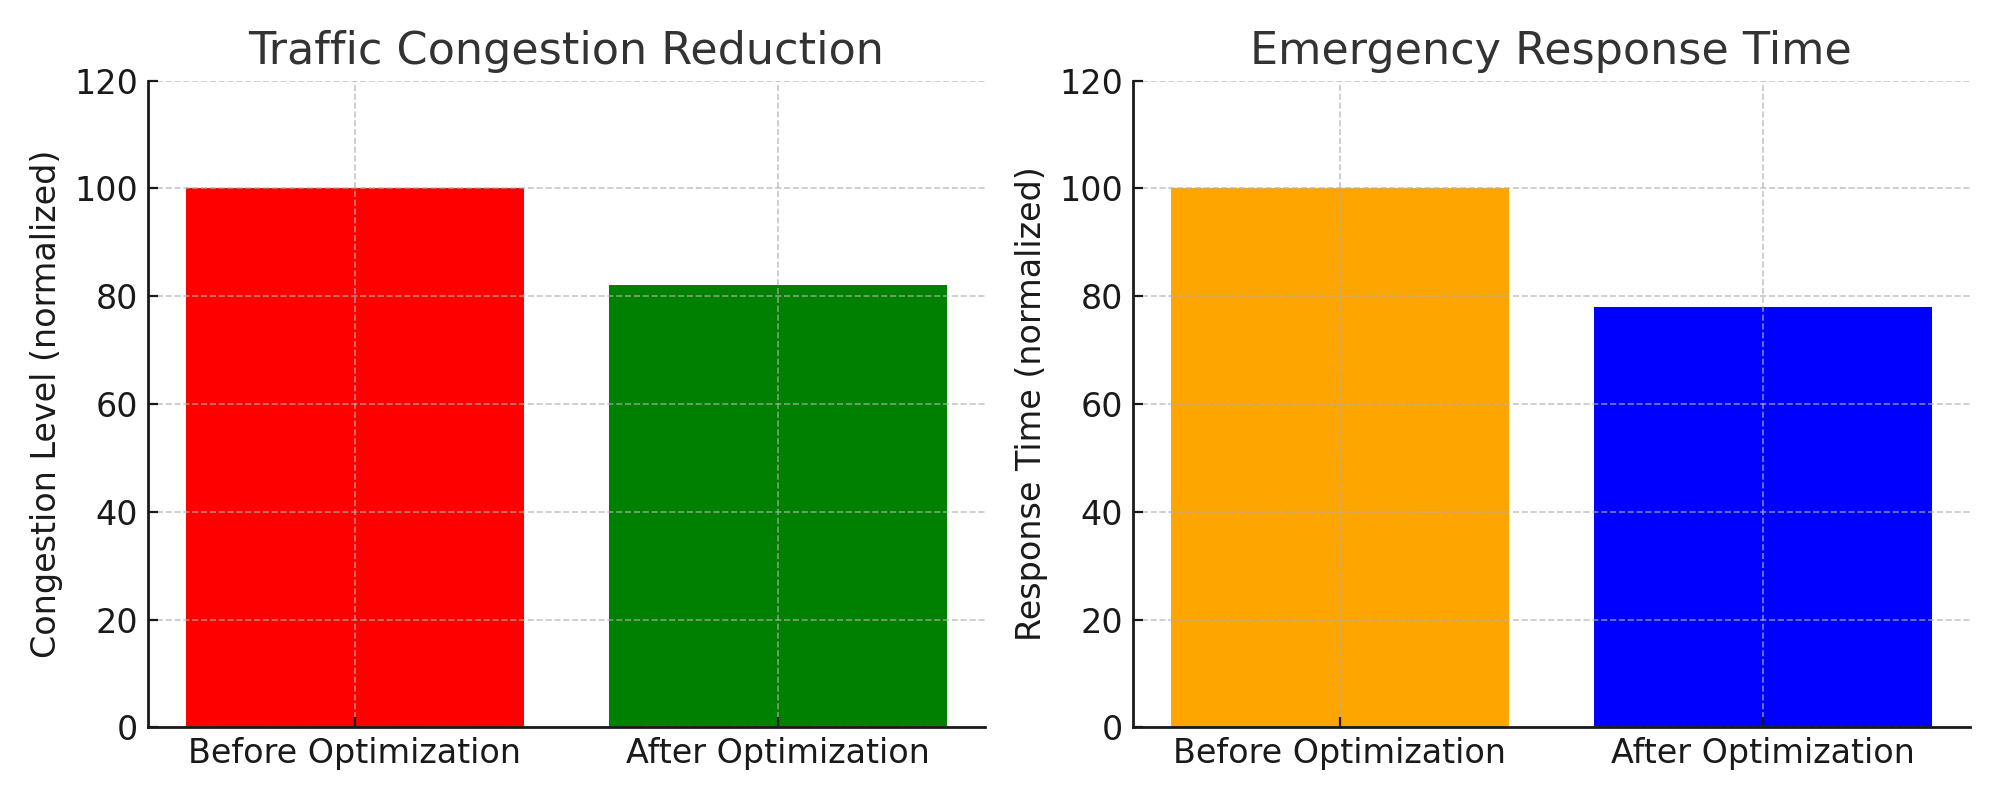 Traffic Congestion Reduction
Congestion Level (normalized)
120
100
80
60
40
20
0
Before Optimization
After Optimization
Emergency Response Time
Response Time (normalized)
120
100
80
60
40
20
0
Before Optimization
After Optimization